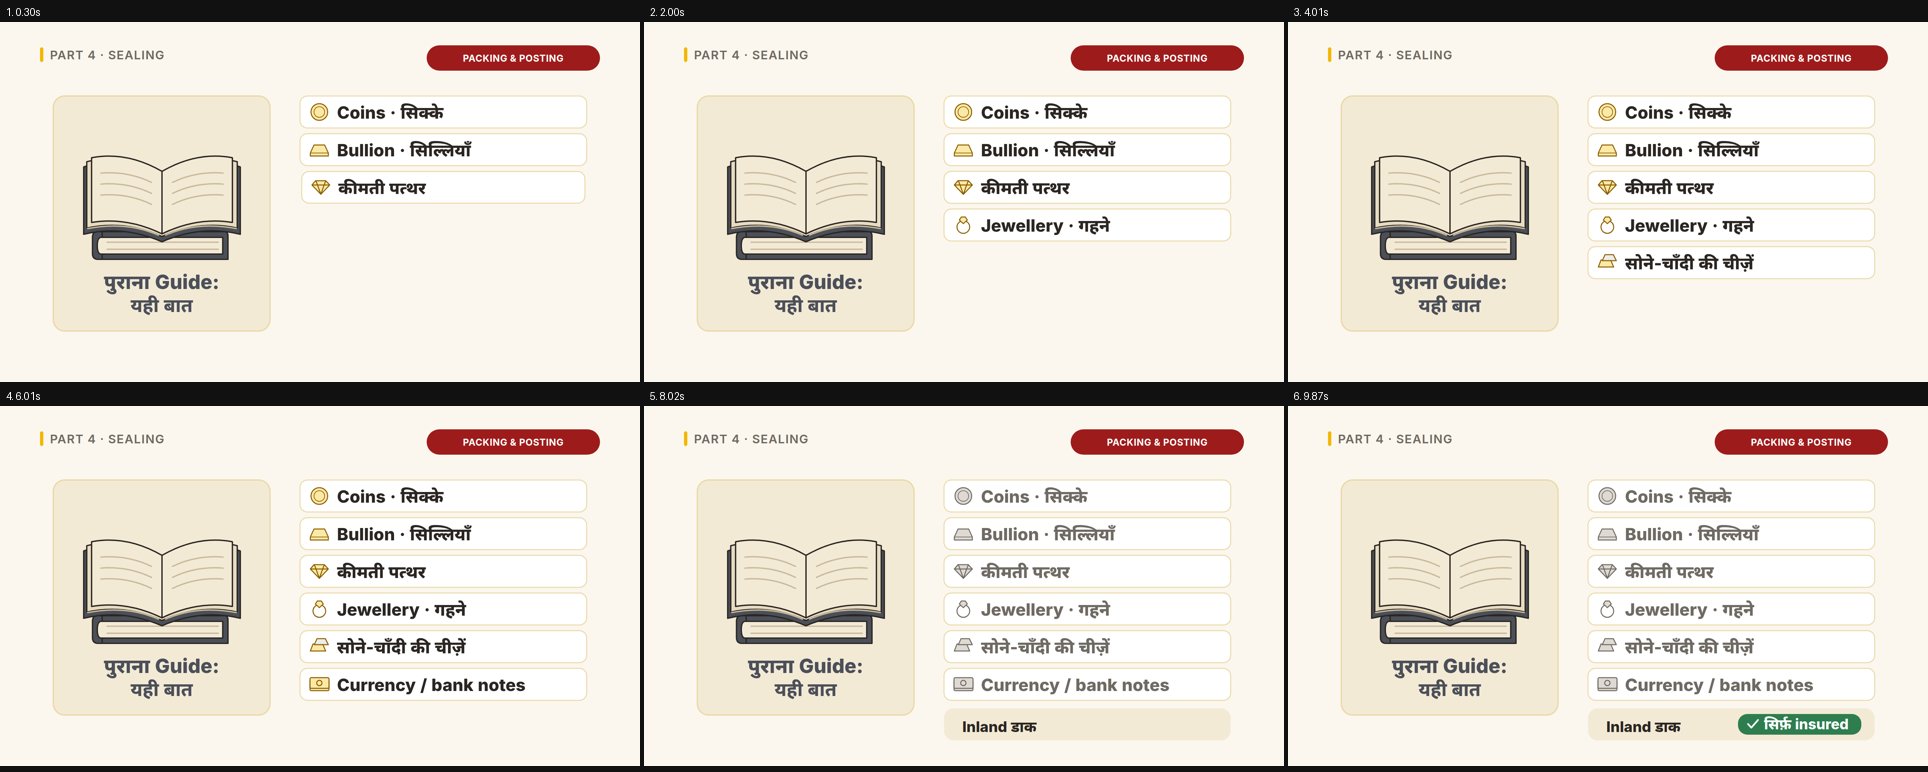 1. 0.30s
PART 4 · SEALING
PACKING & POSTING
Coins · सिक्के
Bullion · सिल्लियाँ
कीमती पत्थर
पुराना Guide:
यही बात
2. 2.00s
PART 4 · SEALING
PACKING & POSTING
Coins · सिक्के
Bullion · सिल्लियाँ
कीमती पत्थर
Jewellery · गहने
पुराना Guide:
यही बात
3. 4.01s
PART 4 · SEALING
PACKING & POSTING
Coins · सिक्के
Bullion · सिल्लियाँ
कीमती पत्थर
Jewellery · गहने
सोने-चाँदी की चीज़ें
पुराना Guide:
यही बात
4. 6.01s
PART 4 · SEALING
PACKING & POSTING
Coins · सिक्के
Bullion · सिल्लियाँ
कीमती पत्थर
Jewellery · गहने
सोने-चाँदी की चीज़ें
Currency / bank notes
पुराना Guide:
यही बात
5. 8.02s
PART 4 · SEALING
PACKING & POSTING
Coins · सिक्के
Bullion · सिल्लियाँ
कीमती पत्थर
Jewellery · गहने
सोने-चाँदी की चीज़ें
Currency / bank notes
Inland डाक
पुराना Guide:
यही बात
6. 9.87s
PART 4 · SEALING
PACKING & POSTING
Coins · सिक्के
Bullion · सिल्लियाँ
कीमती पत्थर
Jewellery · गहने
सोने-चाँदी की चीज़ें
Currency / bank notes
Inland डाक ✓ सिर्फ़ insured
पुराना Guide:
यही बात